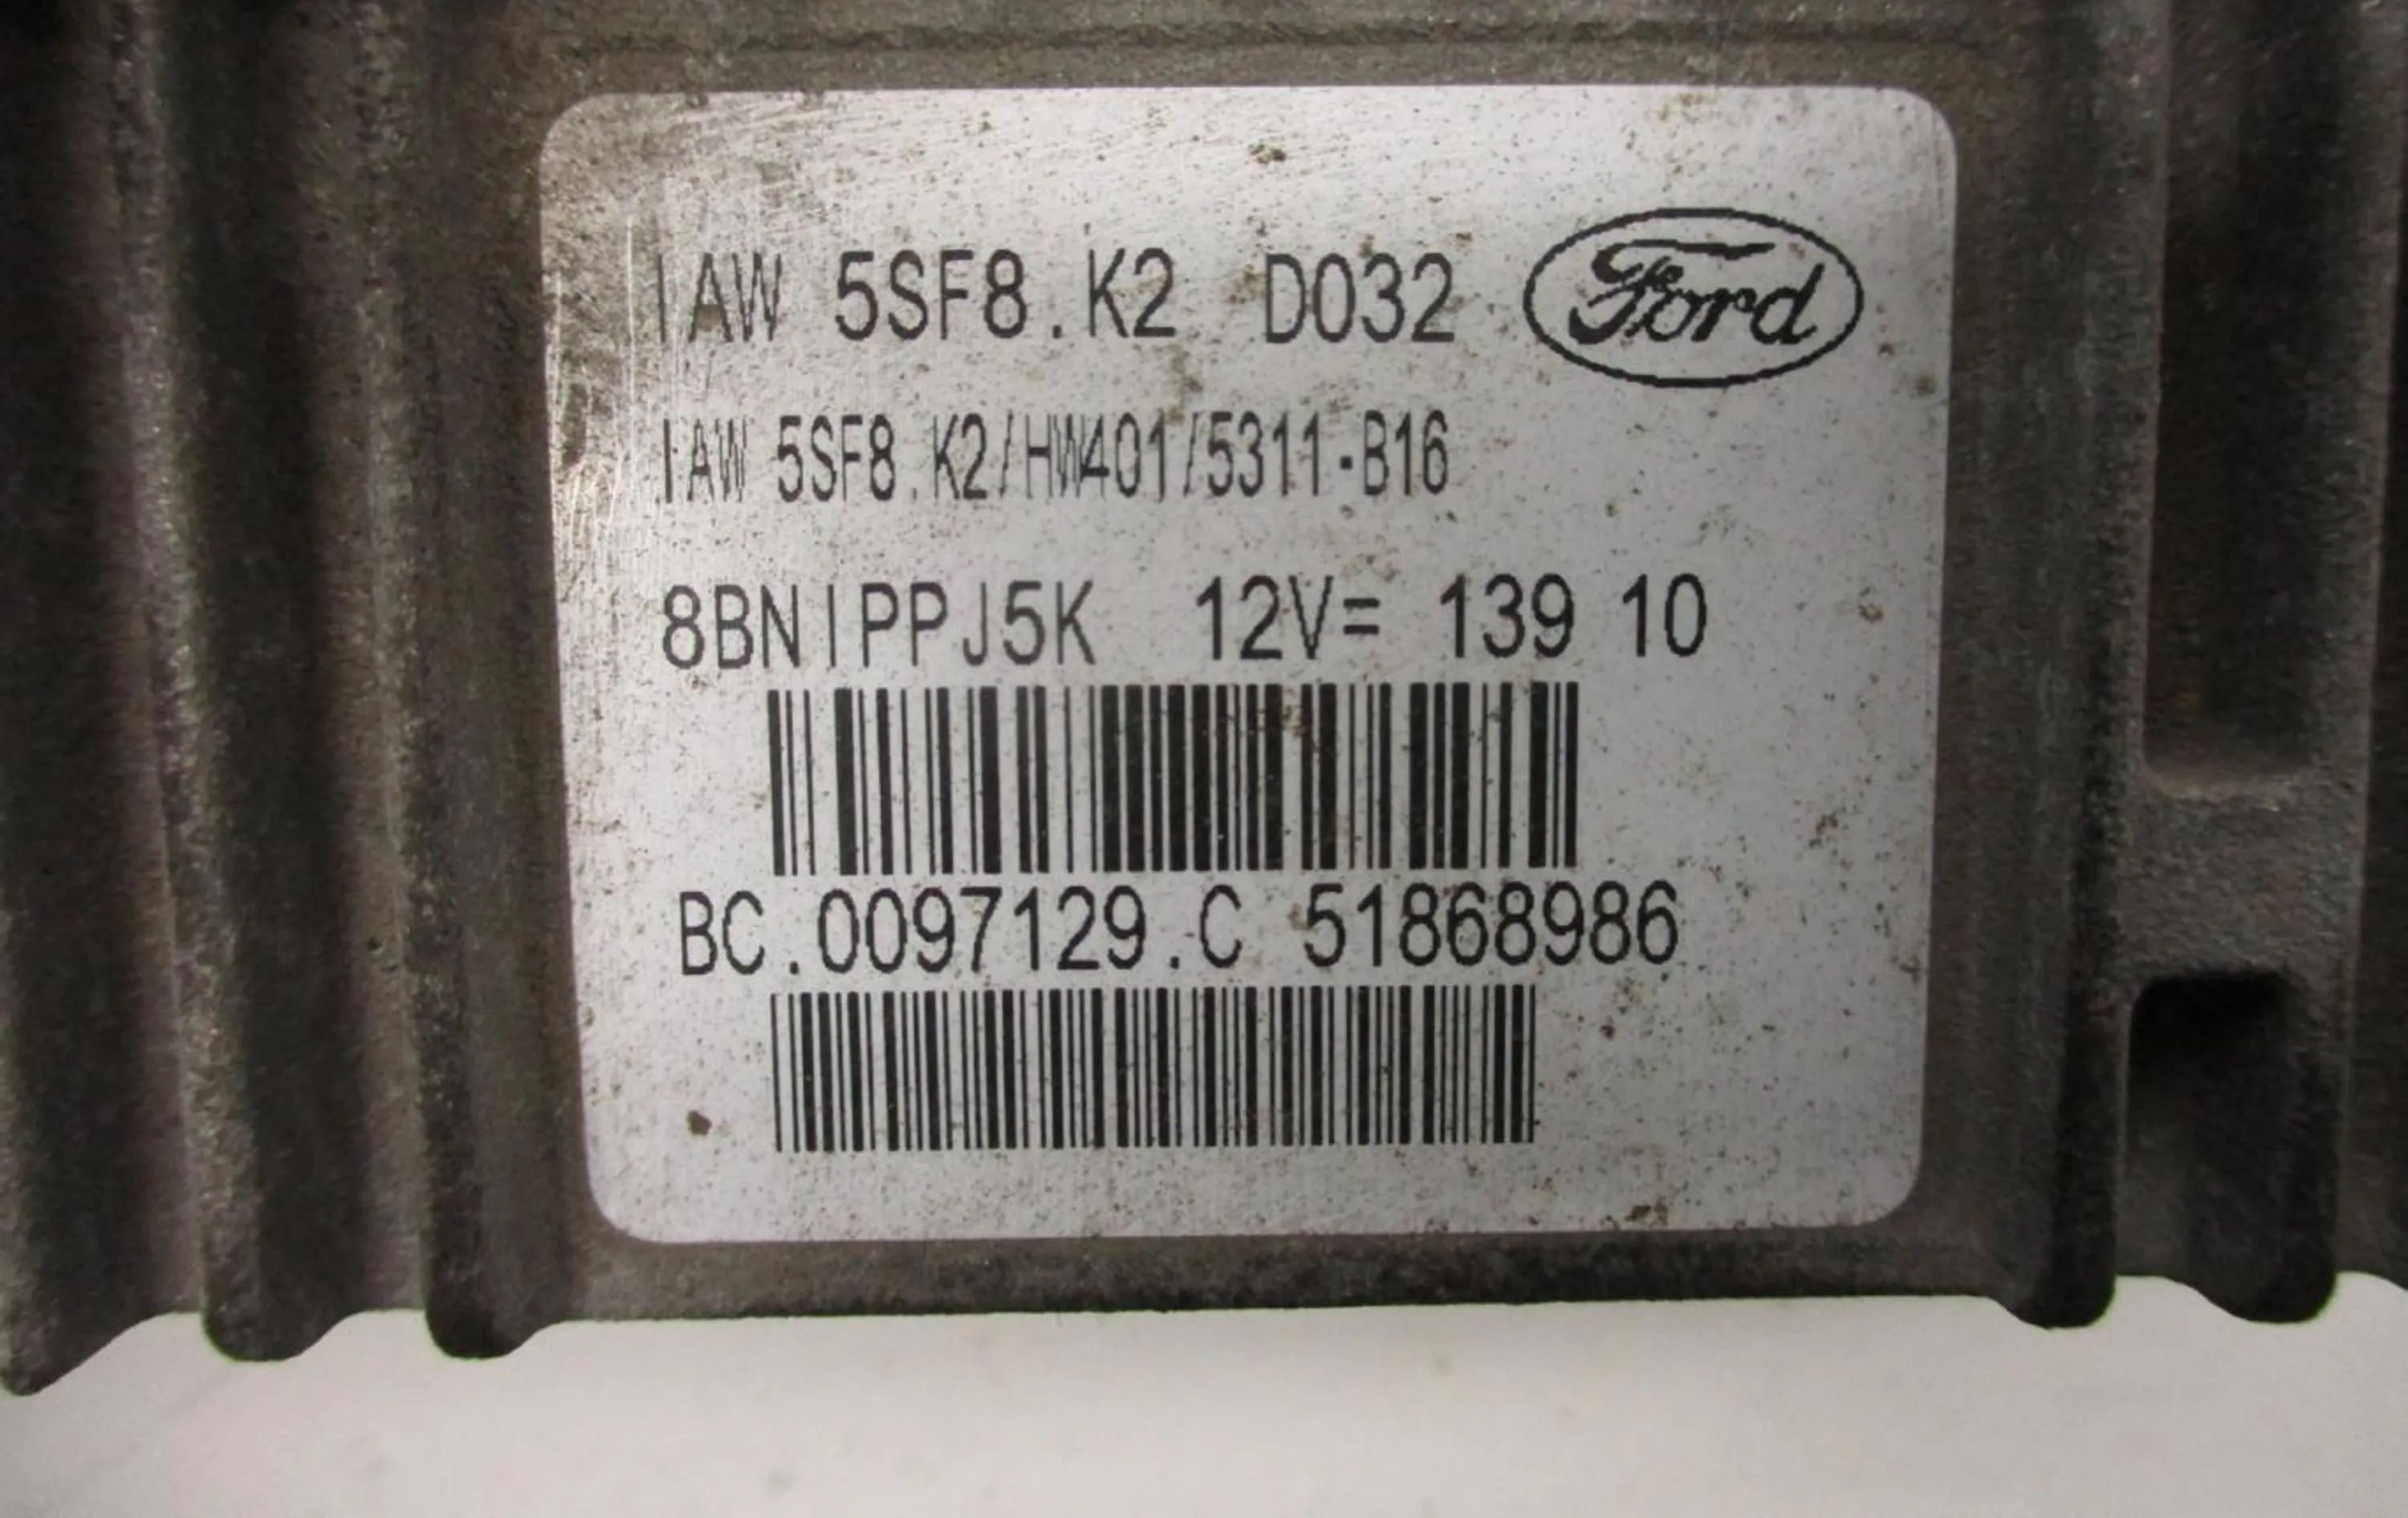 IAW 5SF8.K2 D032 Ford
IAW 5SF8.K2/HW401/5311-B16
8BNIPPJ5K 12V= 139 10
BC.0097129.C 51868986